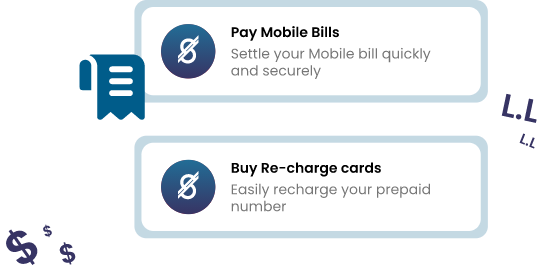 Pay Mobile Bills
Settle your Mobile bill quickly
and securely
L.L
L.L
Buy Re-charge cards
Easily recharge your prepaid
number
$ $ $